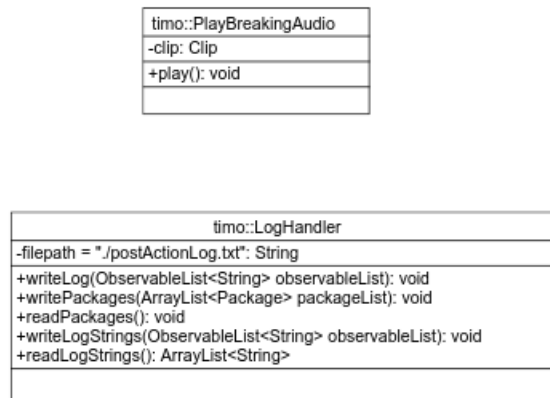 timo::PlayBreakingAudio
-clip: Clip
+play(): void
timo::LogHandler
-filepath = "./postActionLog.txt": String
+writeLog(ObservableList<String> observableList): void
+writePackages(ArrayList<Package> packageList): void
+readPackages(): void
+writeLogStrings(ObservableList<String> observableList): void
+readLogStrings(): ArrayList<String>